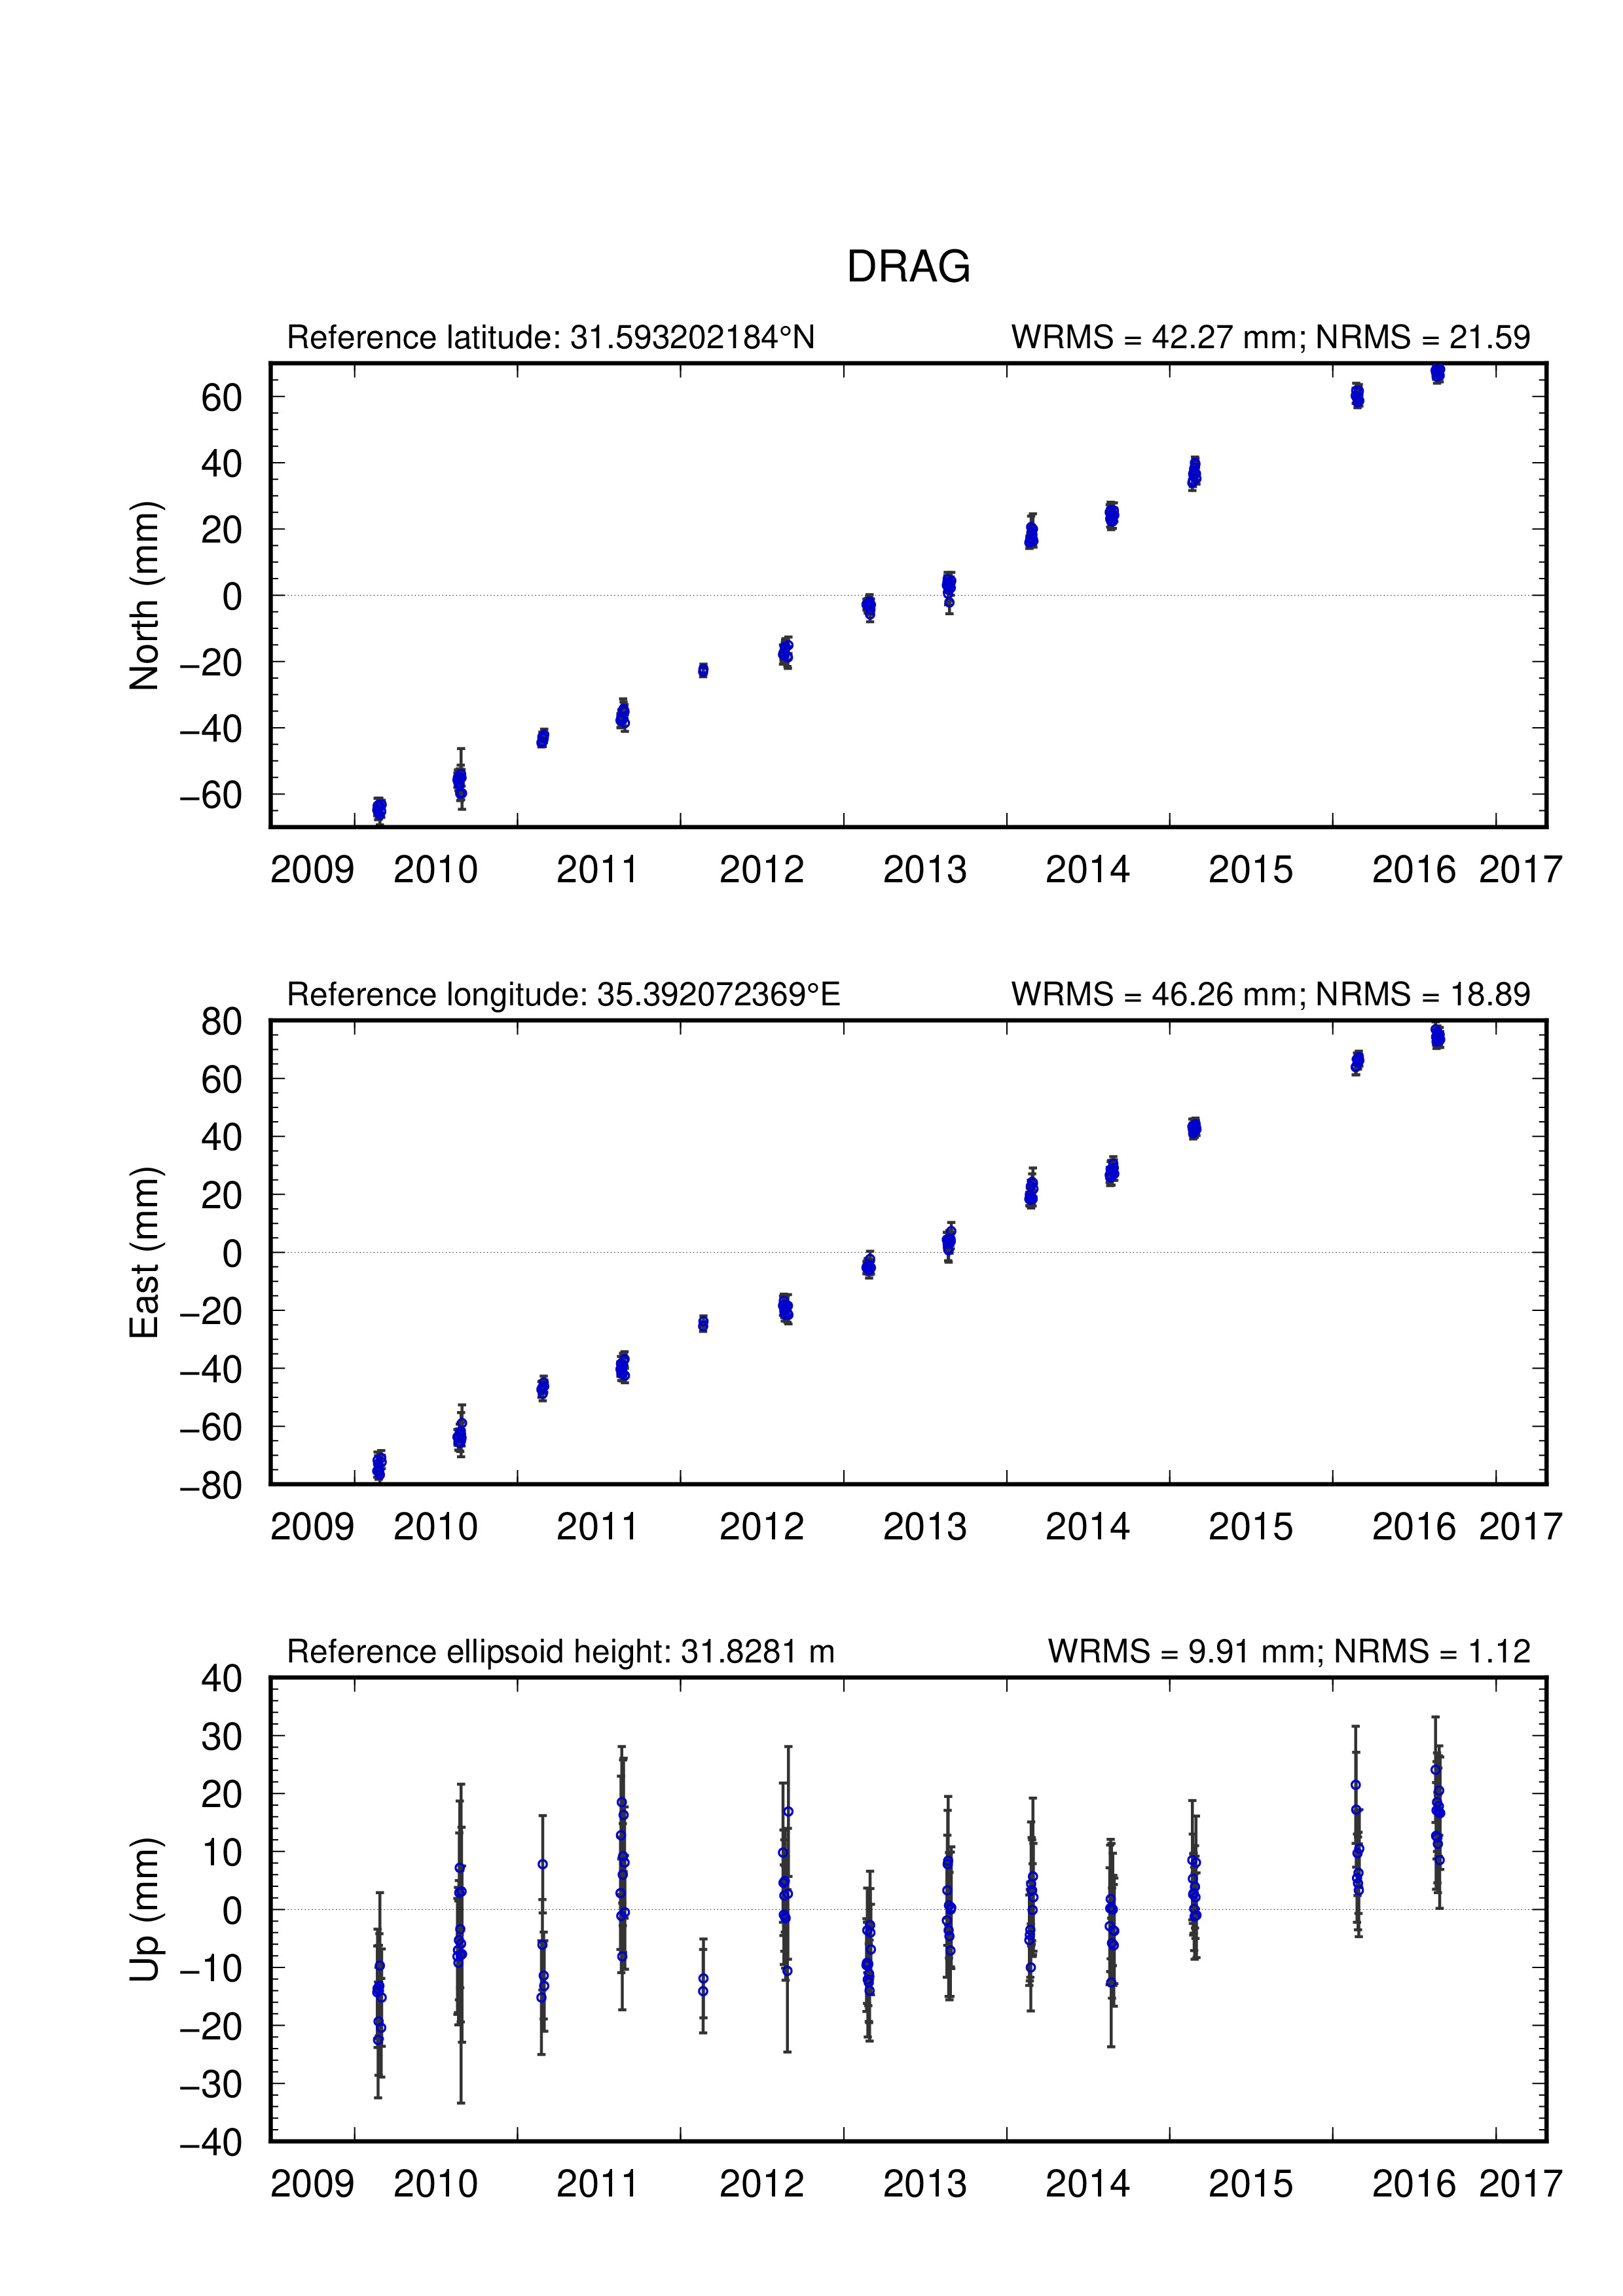 DRAG
Reference latitude: 31.593202184°N WRMS = 42.27 mm; NRMS = 21.59
North (mm)
60
40
20
0
−20
−40
−60
2009 2010 2011 2012 2013 2014 2015 2016 2017
Reference longitude: 35.392072369°E WRMS = 46.26 mm; NRMS = 18.89
East (mm)
80
60
40
20
0
−20
−40
−60
−80
2009 2010 2011 2012 2013 2014 2015 2016 2017
Reference ellipsoid height: 31.8281 m WRMS = 9.91 mm; NRMS = 1.12
Up (mm)
40
30
20
10
0
−10
−20
−30
−40
2009 2010 2011 2012 2013 2014 2015 2016 2017